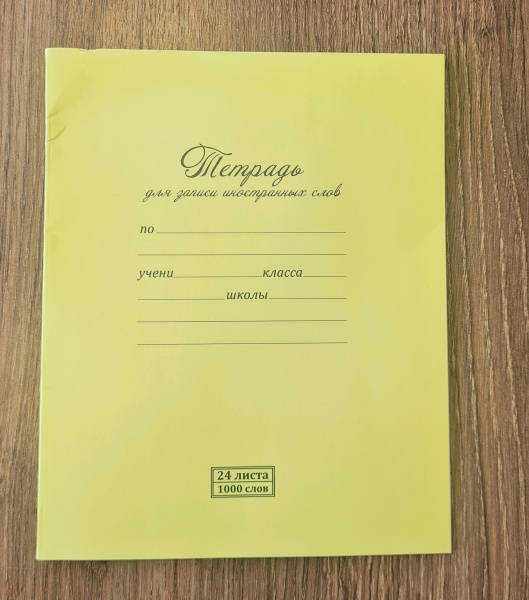 Тетрадь
для записи иностранных слов
по
учени класса
школы
24 листа
1000 слов